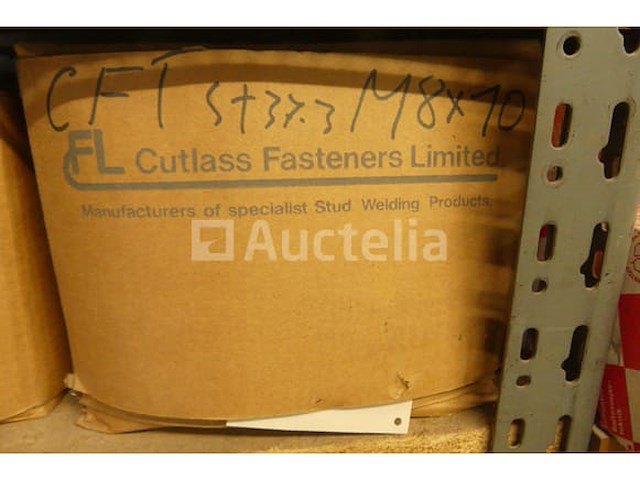 CFT St37.3 M8x10
FL Cutlass Fasteners Limited.
Manufacturers of specialist Stud Welding Products.
Auctelia